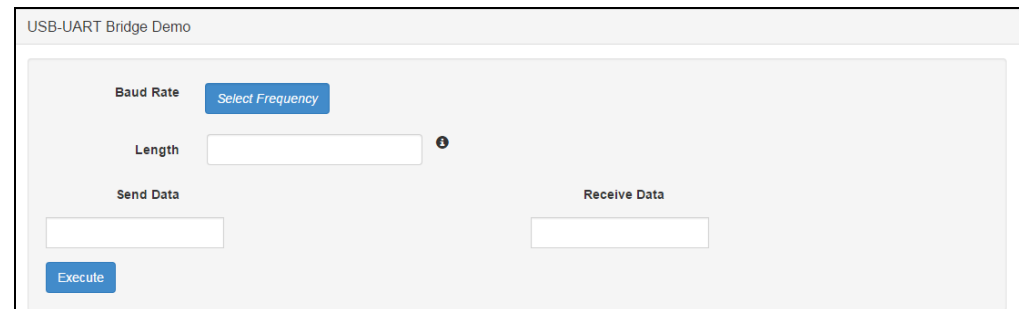 USB-UART Bridge Demo
Baud Rate
Select Frequency
Length
Send Data
Receive Data
Execute